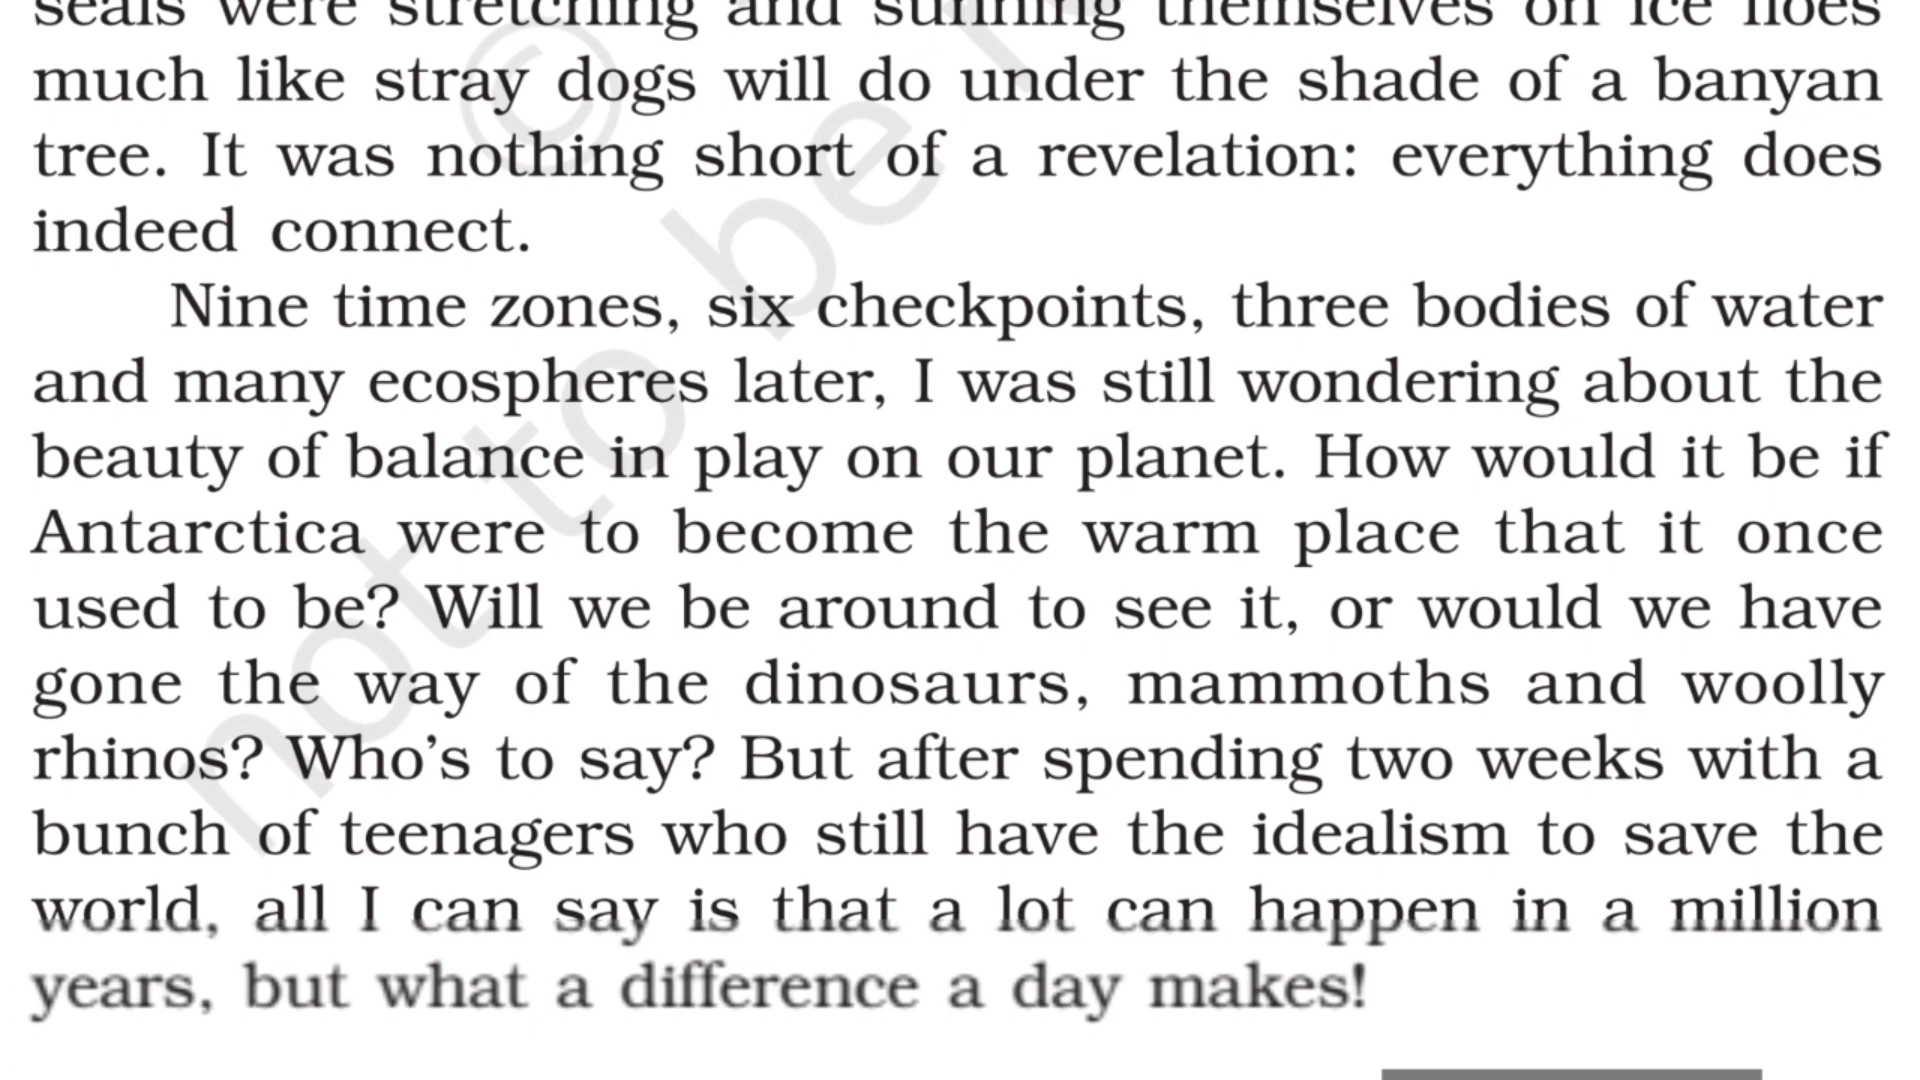 seals were stretching and sunning themselves on ice floes
much like stray dogs will do under the shade of a banyan
tree. It was nothing short of a revelation: everything does
indeed connect.
Nine time zones, six checkpoints, three bodies of water
and many ecospheres later, I was still wondering about the
beauty of balance in play on our planet. How would it be if
Antarctica were to become the warm place that it once
used to be? Will we be around to see it, or would we have
gone the way of the dinosaurs, mammoths and woolly
rhinos? Who’s to say? But after spending two weeks with a
bunch of teenagers who still have the idealism to save the
world, all I can say is that a lot can happen in a million
years, but what a difference a day makes!
©
not to be